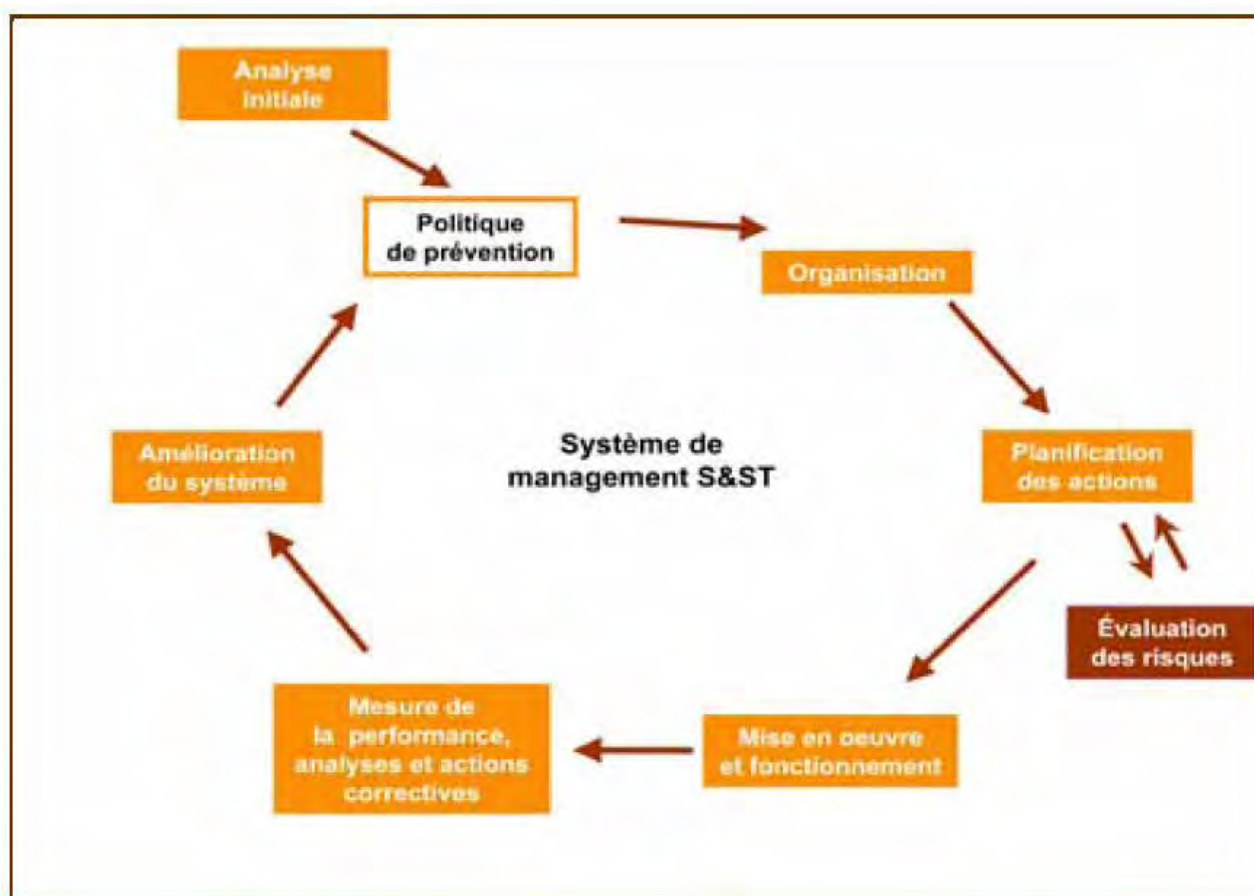 Analyse
initiale
Politique
de prévention
Organisation
Planification
des actions
Évaluation
des risques
Mise en oeuvre
et fonctionnement
Mesure de
la performance,
analyses et actions
correctives
Amélioration
du système
Système de
management S&ST